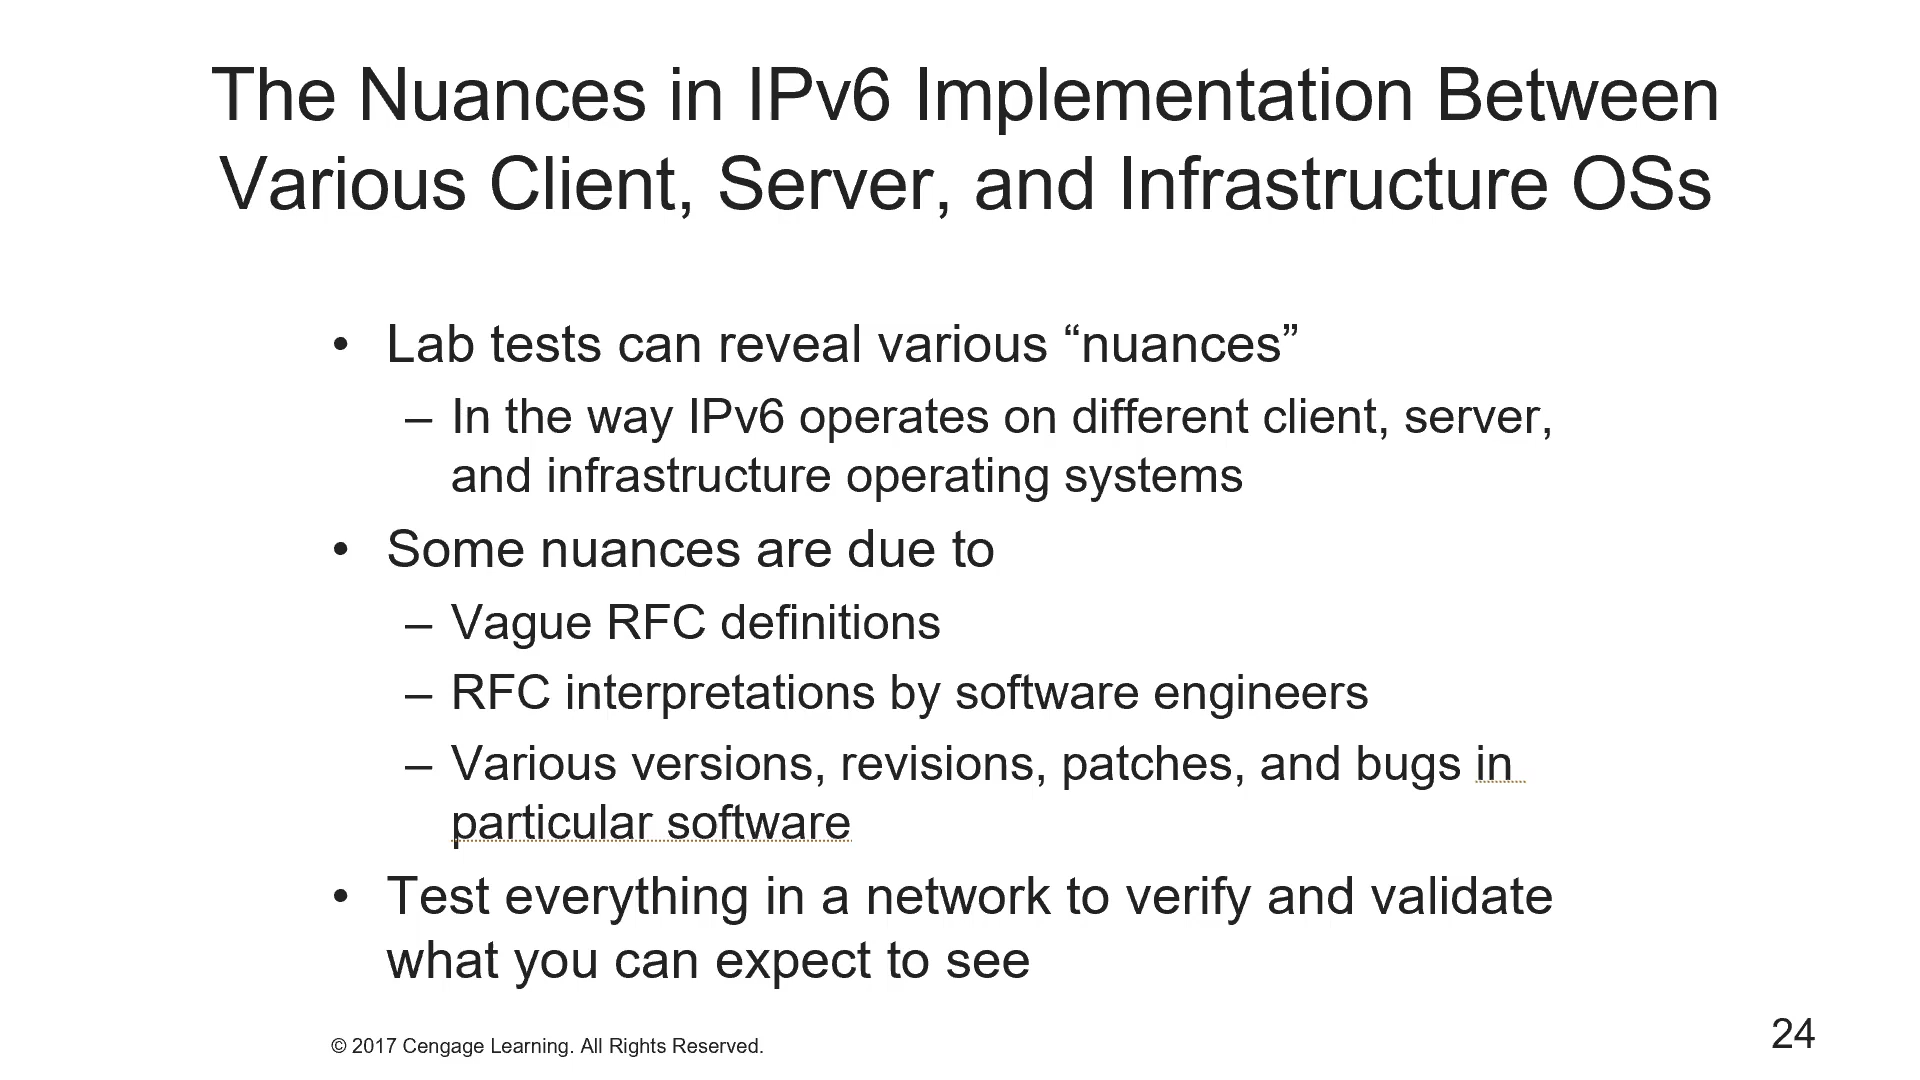 The Nuances in IPv6 Implementation Between
Various Client, Server, and Infrastructure OSs
• Lab tests can reveal various “nuances”
– In the way IPv6 operates on different client, server,
and infrastructure operating systems
• Some nuances are due to
– Vague RFC definitions
– RFC interpretations by software engineers
– Various versions, revisions, patches, and bugs in
particular software
• Test everything in a network to verify and validate
what you can expect to see
© 2017 Cengage Learning. All Rights Reserved.
24